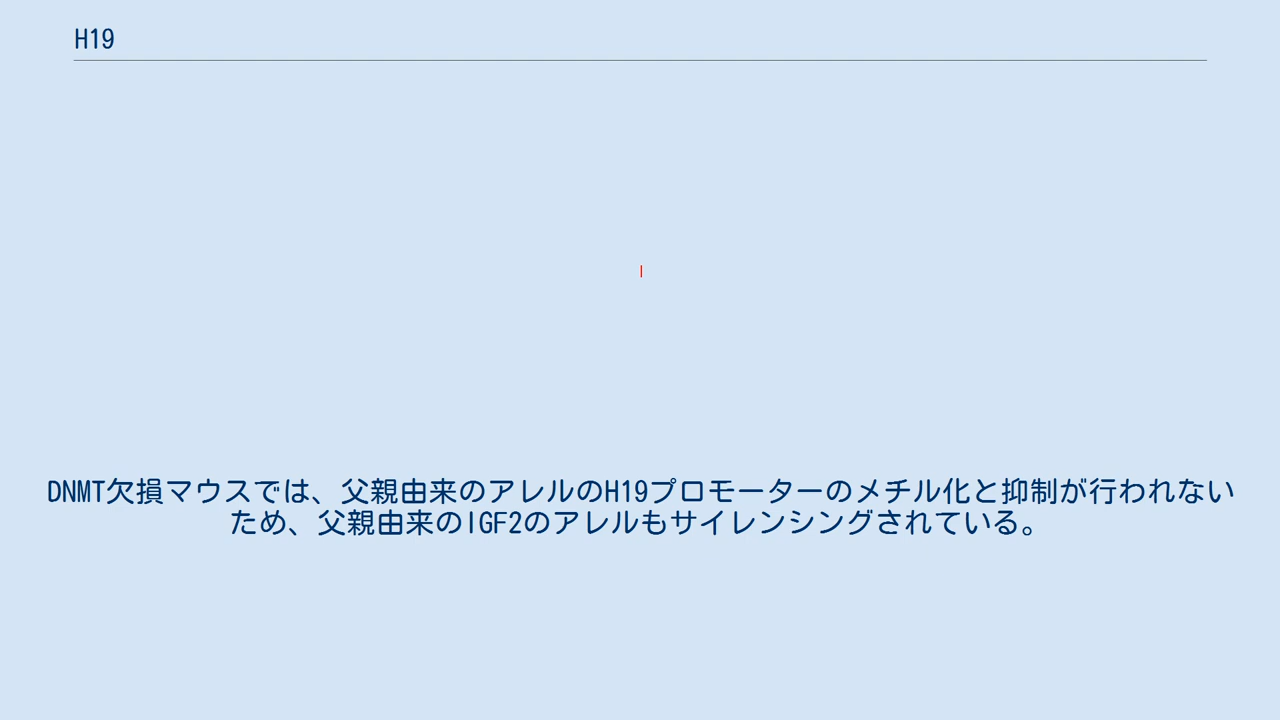 H19
DNMT欠損マウスでは、父親由来のアレルのH19プロモーターのメチル化と抑制が行われない
ため、父親由来のIGF2のアレルもサイレンシングされている。